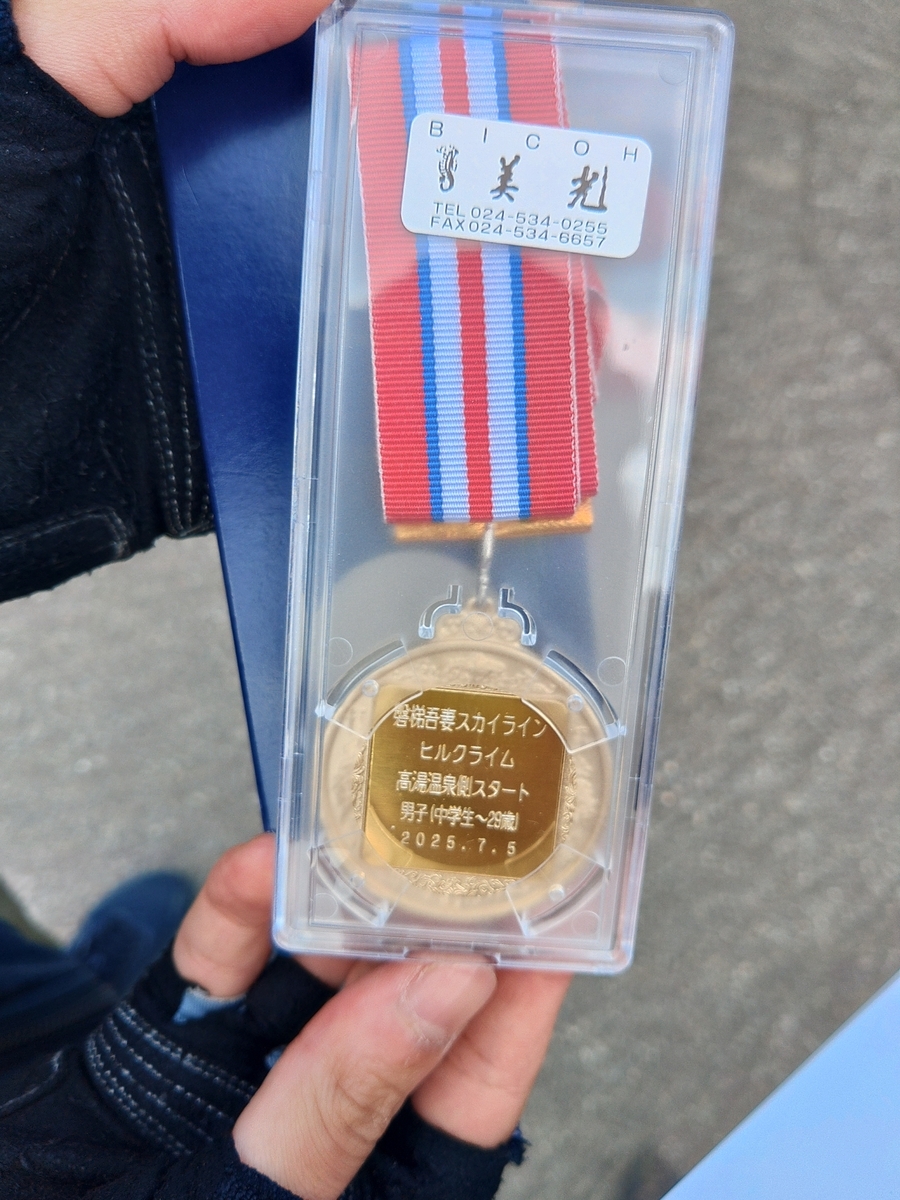 BICOH
美光
TEL 024-534-0255
FAX 024-534-6657
磐梯吾妻スカイライン
ヒルクライム
高湯温泉側スタート
男子(中学生～29歳)
2025.7.5